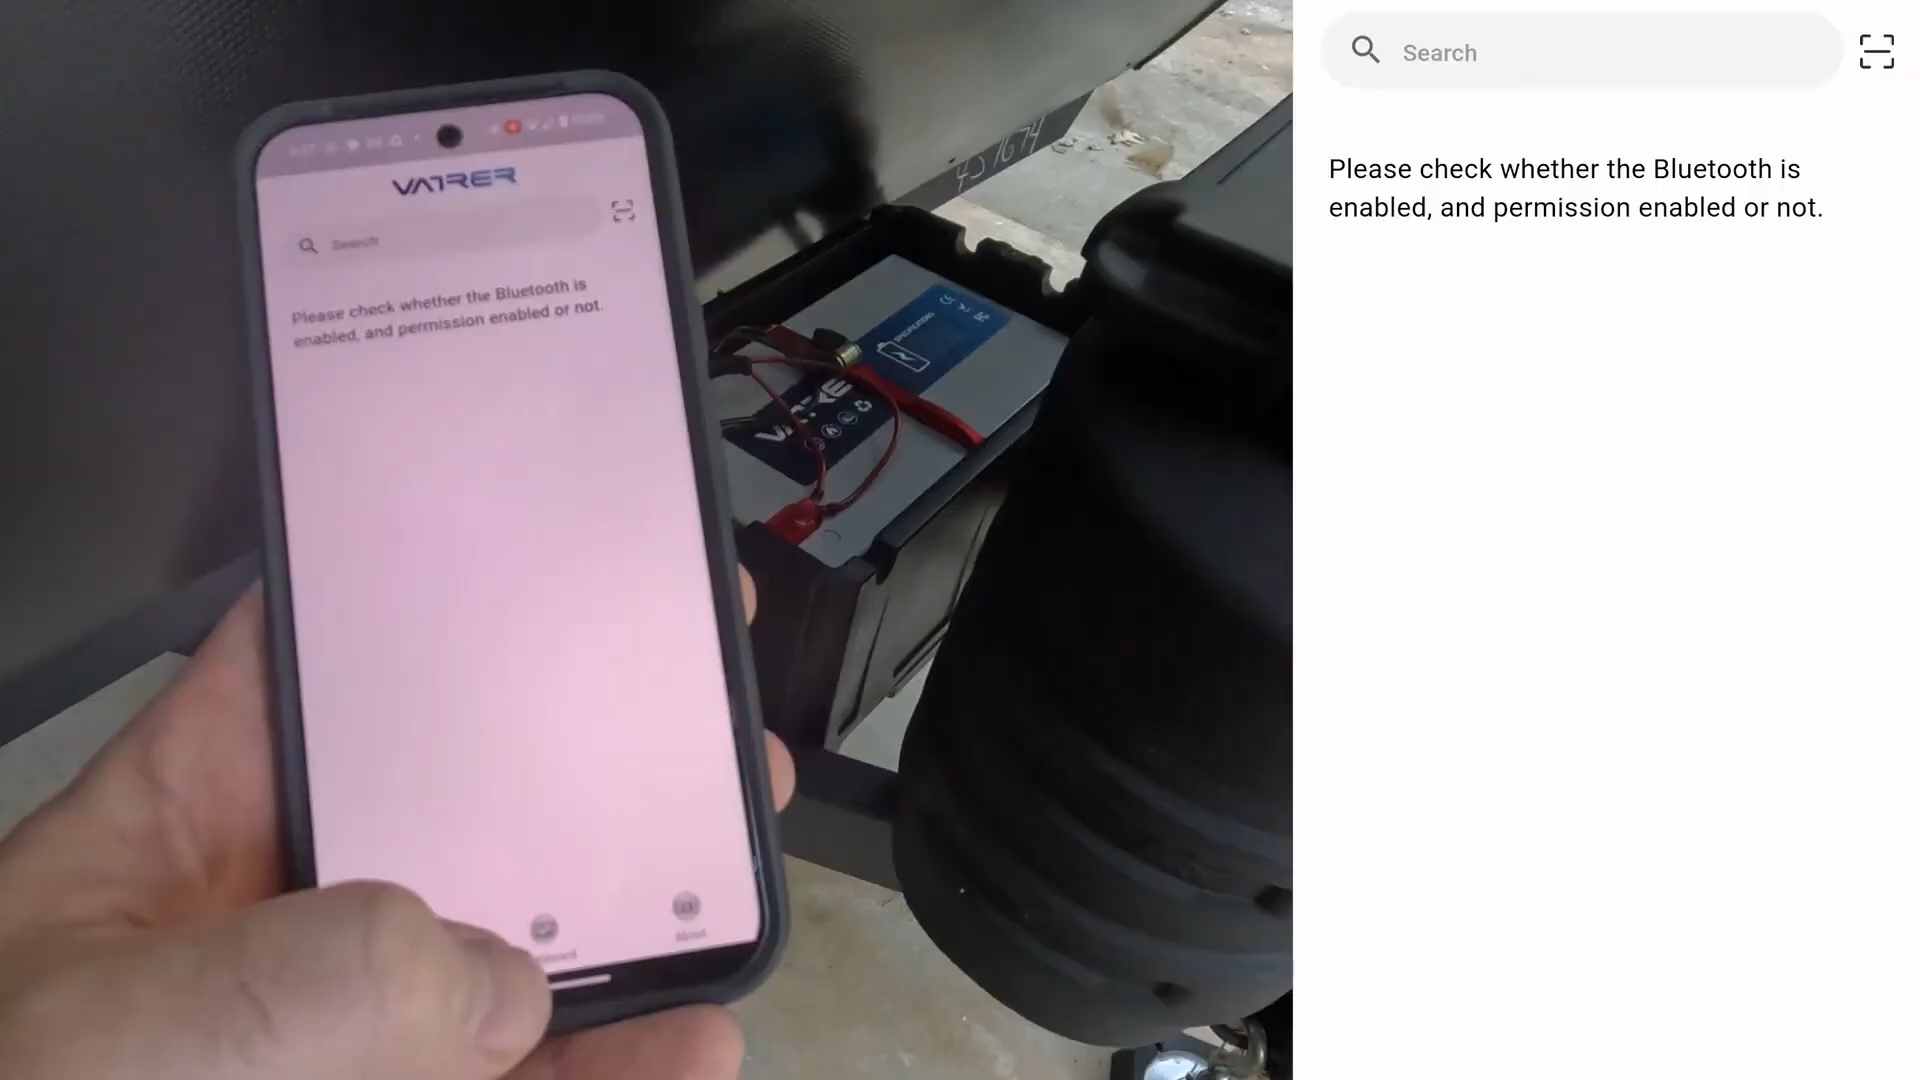 VATRER
Search
Please check whether the Bluetooth is
enabled, and permission enabled or not.
SPECIFICATIONS
Search
Please check whether the Bluetooth is
enabled, and permission enabled or not.